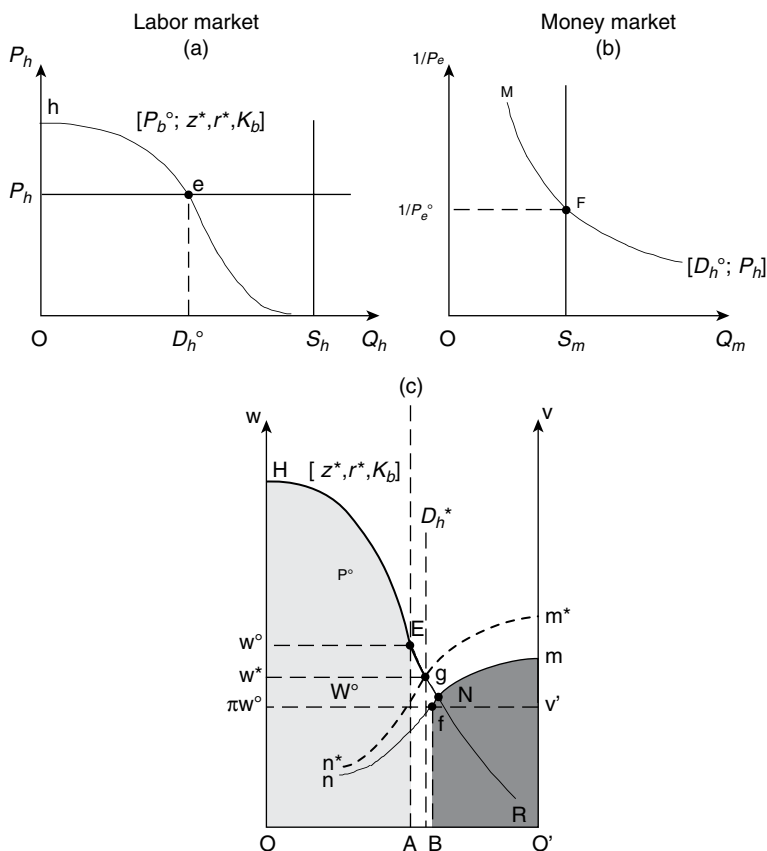 Labor market
(a)
P_h
h
[P_b°; z*,r*,K_b]
e
P_h
O
D_h°
S_h
Q_h
Money market
(b)
1/P_e
M
F
1/P_e°
[D_h°; P_h]
O
S_m
Q_m
(c)
w
v
H
[ z*,r*,K_b]
D_h*
P°
m*
E
w°
m
g
w*
W°
N
πw°
v'
f
n*
n
R
O
A
B
O'